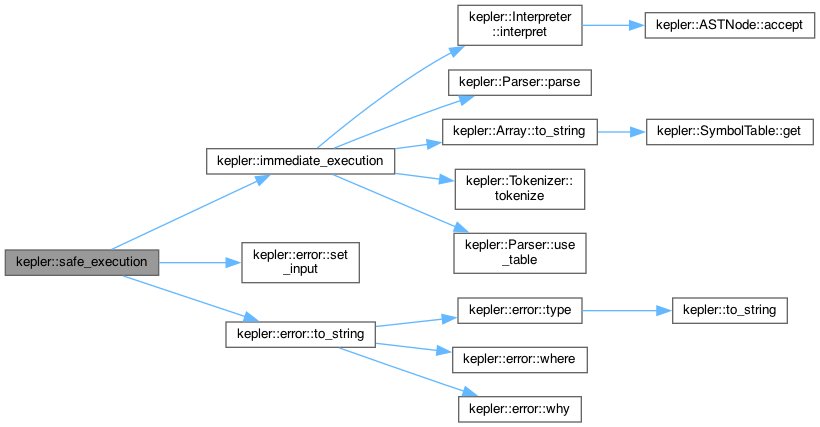 kepler::Interpreter
::interpret
kepler::ASTNode::accept
kepler::Parser::parse
kepler::Array::to_string
kepler::SymbolTable::get
kepler::immediate_execution
kepler::Tokenizer::
tokenize
kepler::Parser::use
_table
kepler::safe_execution
kepler::error::set
_input
kepler::error::to_string
kepler::error::type
kepler::to_string
kepler::error::where
kepler::error::why